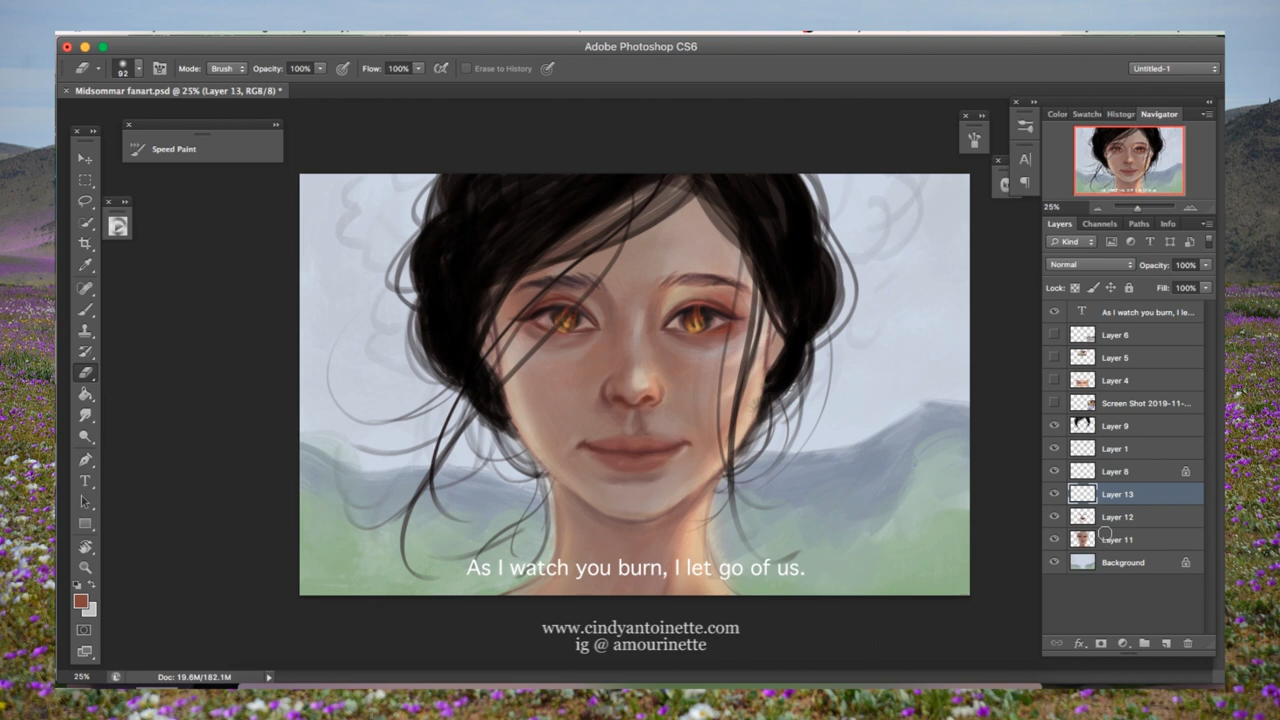 Adobe Photoshop CS6
92
Mode: Brush Opacity: 100% Flow: 100% Erase to History Untitled-1
Midsommar fanart.psd @ 25% (Layer 13, RGB/8) *
Speed Paint
Color Swatche Histogr Navigator
25%
Layers Channels Paths Info
Kind
Normal Opacity: 100%
Lock: Fill: 100%
As I watch you burn, I le...
Layer 6
Layer 5
Layer 4
Screen Shot 2019-11-...
Layer 9
Layer 1
Layer 8
Layer 13
Layer 12
Layer 11
Background
As I watch you burn, I let go of us.
www.cindyantoinette.com
ig @ amourinette
25% Doc: 19.6M/182.1M